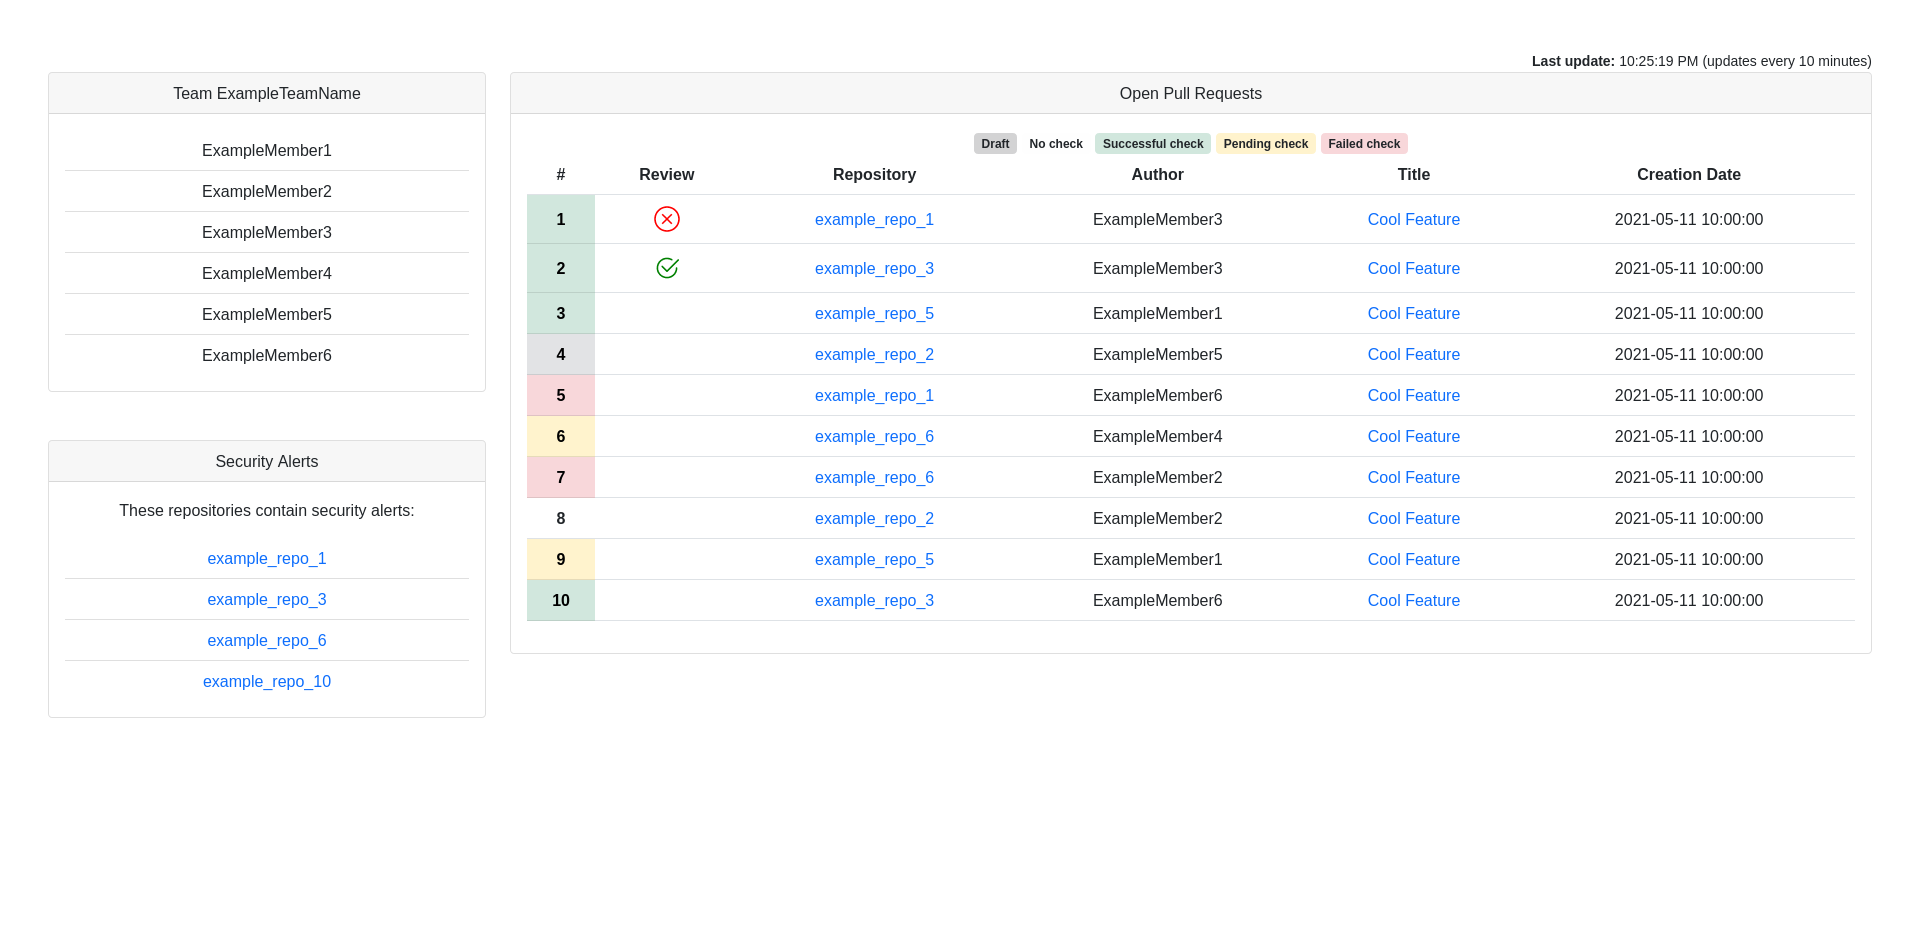 Last update: 10:25:19 PM (updates every 10 minutes)
Team ExampleTeamName
ExampleMember1
ExampleMember2
ExampleMember3
ExampleMember4
ExampleMember5
ExampleMember6
Security Alerts
These repositories contain security alerts:
example_repo_1
example_repo_3
example_repo_6
example_repo_10
Open Pull Requests
Draft No check Successful check Pending check Failed check
# Review Repository Author Title Creation Date
1 example_repo_1 ExampleMember3 Cool Feature 2021-05-11 10:00:00
2 example_repo_3 ExampleMember3 Cool Feature 2021-05-11 10:00:00
3 example_repo_5 ExampleMember1 Cool Feature 2021-05-11 10:00:00
4 example_repo_2 ExampleMember5 Cool Feature 2021-05-11 10:00:00
5 example_repo_1 ExampleMember6 Cool Feature 2021-05-11 10:00:00
6 example_repo_6 ExampleMember4 Cool Feature 2021-05-11 10:00:00
7 example_repo_6 ExampleMember2 Cool Feature 2021-05-11 10:00:00
8 example_repo_2 ExampleMember2 Cool Feature 2021-05-11 10:00:00
9 example_repo_5 ExampleMember1 Cool Feature 2021-05-11 10:00:00
10 example_repo_3 ExampleMember6 Cool Feature 2021-05-11 10:00:00